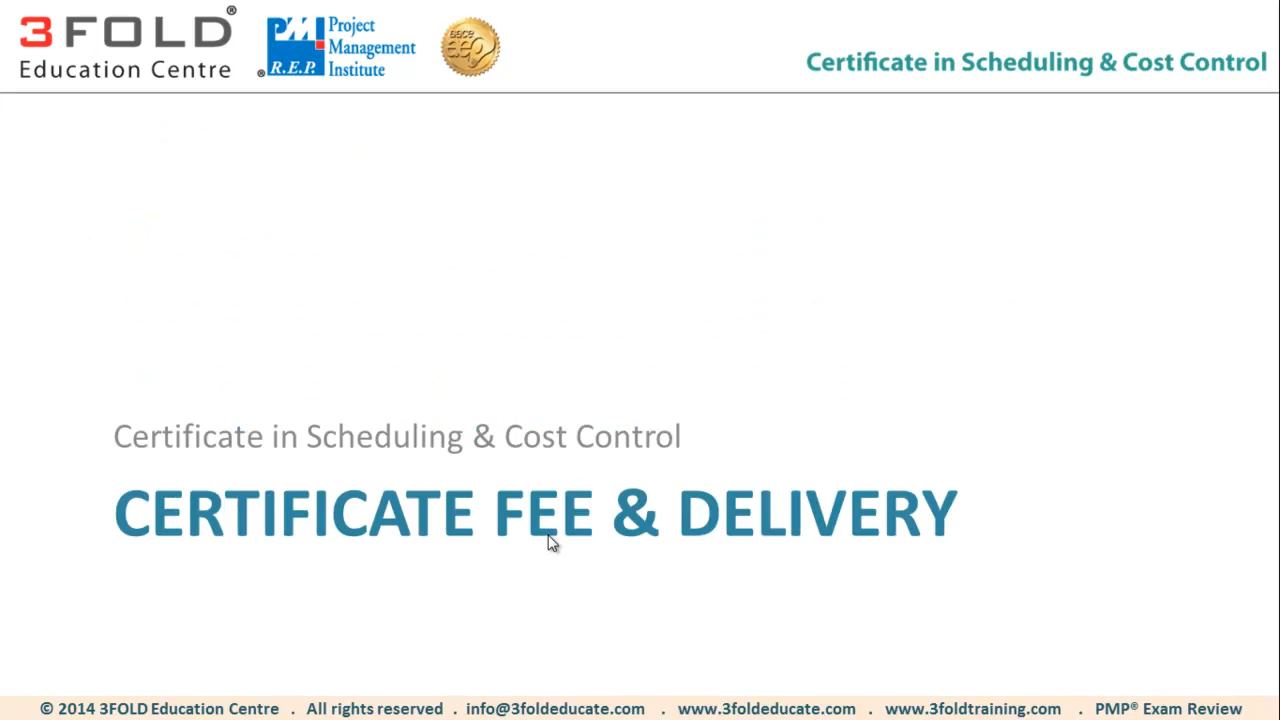 3FOLD®
Education Centre
PMI
® R.E.P.
Project
Management
Institute
aace
Certificate in Scheduling & Cost Control
Certificate in Scheduling & Cost Control
CERTIFICATE FEE & DELIVERY
© 2014 3FOLD Education Centre . All rights reserved . info@3foldeducate.com . www.3foldeducate.com . www.3foldtraining.com . PMP® Exam Review